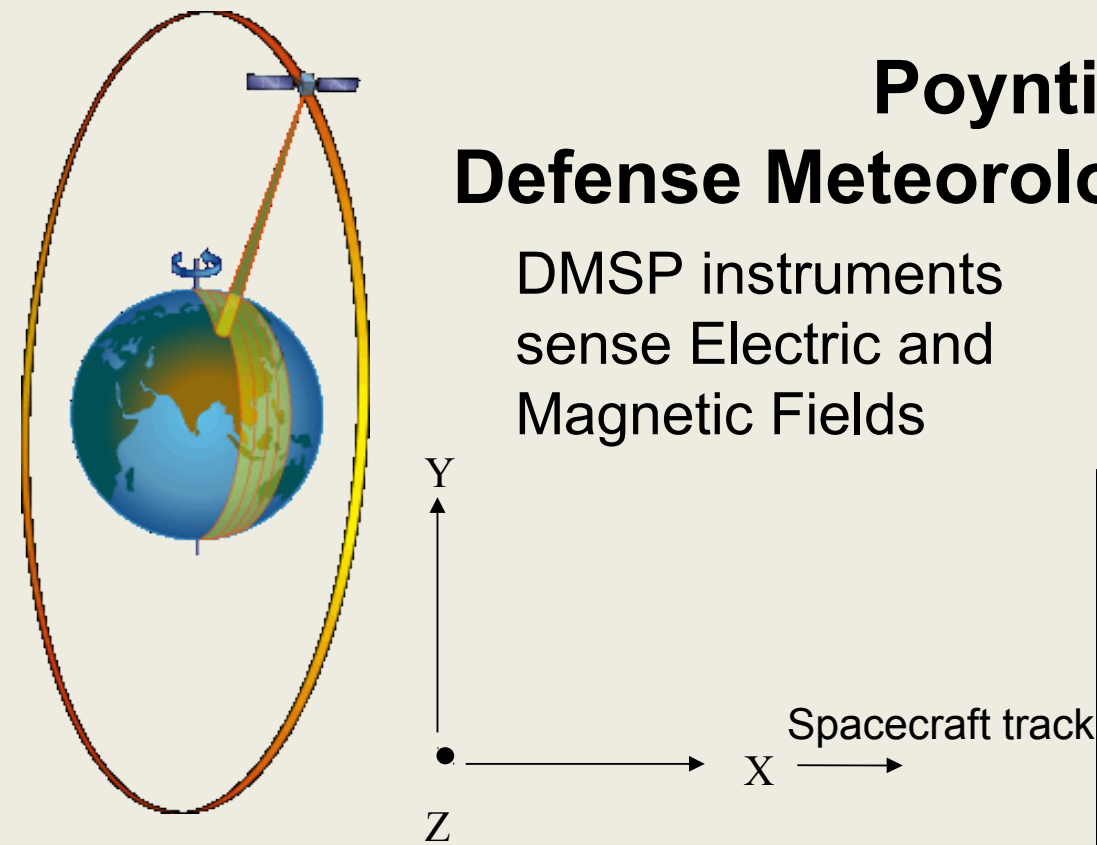 Poynti
Defense Meteorolo
DMSP instruments
sense Electric and
Magnetic Fields
Y
Spacecraft track
X
Z